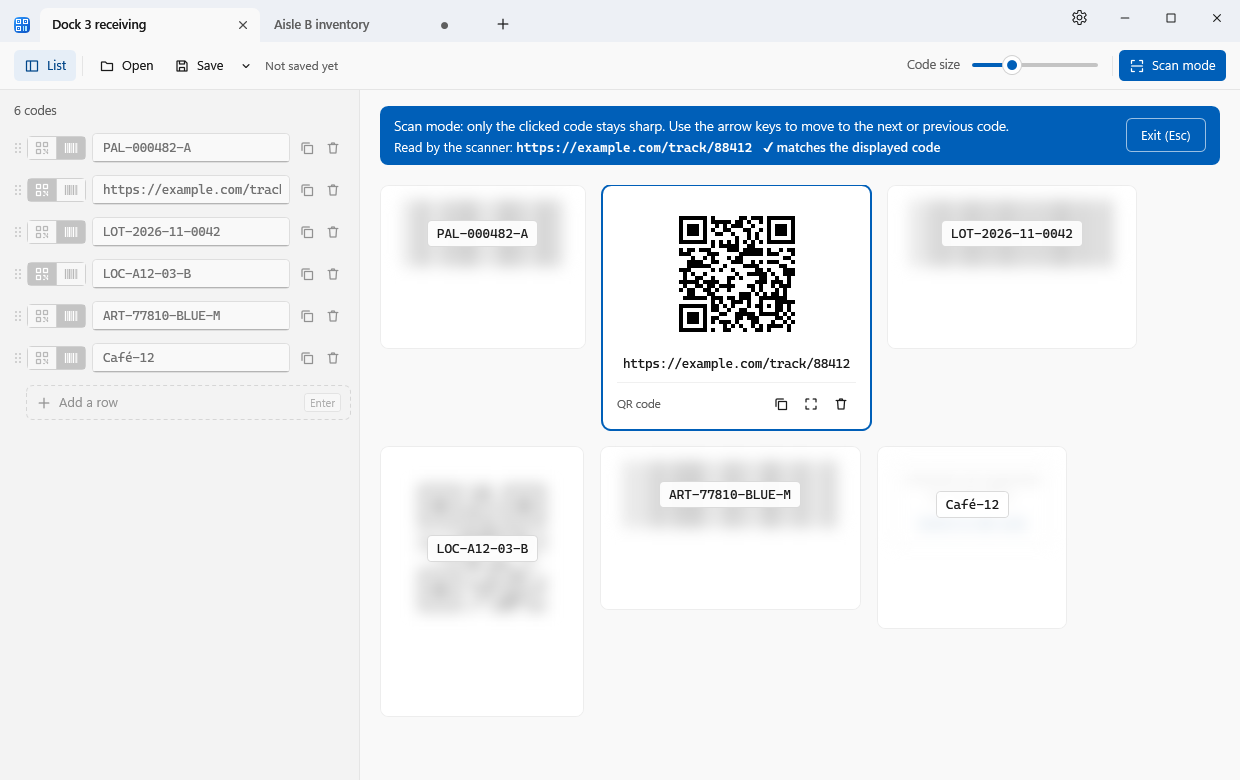 Dock 3 receiving
Aisle B inventory
List
Open
Save
Not saved yet
Code size
Scan mode
6 codes
PAL-000482-A
https://example.com/tracl
LOT-2026-11-0042
LOC-A12-03-B
ART-77810-BLUE-M
Café-12
Add a row
Enter
Scan mode: only the clicked code stays sharp. Use the arrow keys to move to the next or previous code.
Read by the scanner: https://example.com/track/88412 ✓ matches the displayed code
Exit (Esc)
PAL-000482-A
https://example.com/track/88412
QR code
LOT-2026-11-0042
LOC-A12-03-B
ART-77810-BLUE-M
Café-12